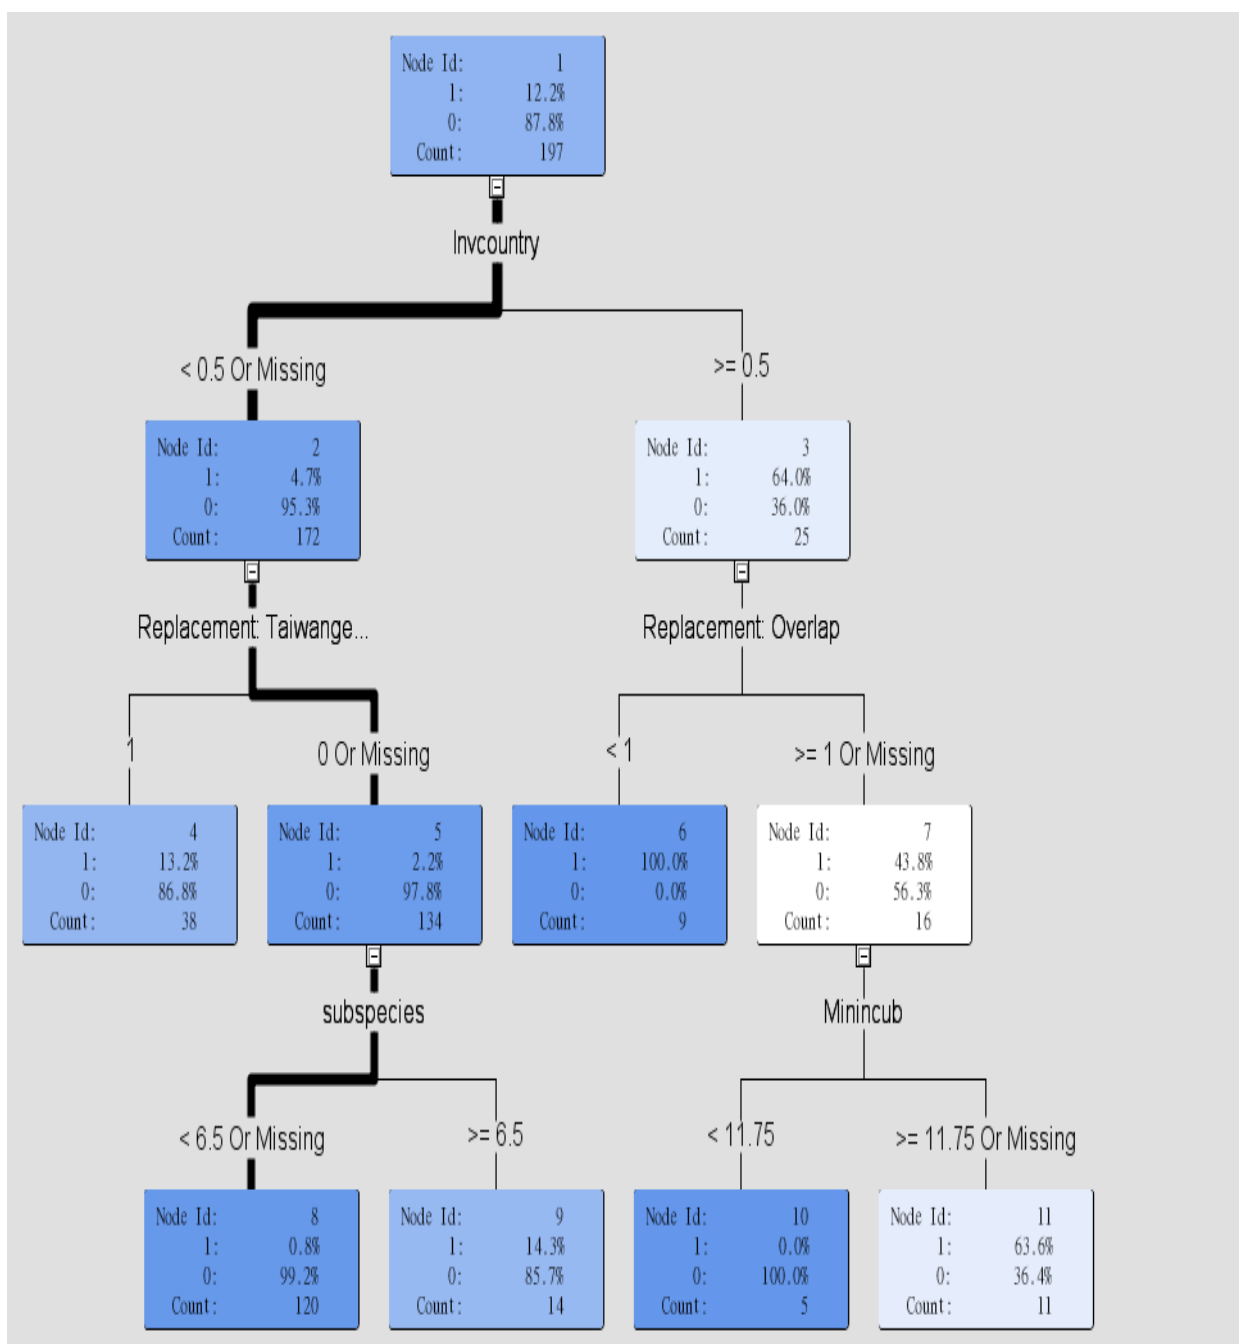 Node Id: 1
1: 12.2%
0: 87.8%
Count: 197
Invcountry
< 0.5 Or Missing
>= 0.5
Node Id: 2
1: 4.7%
0: 95.3%
Count: 172
Node Id: 3
1: 64.0%
0: 36.0%
Count: 25
Replacement: Taiwange...
Replacement: Overlap
1
0 Or Missing
< 1
>= 1 Or Missing
Node Id: 4
1: 13.2%
0: 86.8%
Count: 38
Node Id: 5
1: 2.2%
0: 97.8%
Count: 134
Node Id: 6
1: 100.0%
0: 0.0%
Count: 9
Node Id: 7
1: 43.8%
0: 56.3%
Count: 16
subspecies
Minincub
< 6.5 Or Missing
>= 6.5
< 11.75
>= 11.75 Or Missing
Node Id: 8
1: 0.8%
0: 99.2%
Count: 120
Node Id: 9
1: 14.3%
0: 85.7%
Count: 14
Node Id: 10
1: 0.0%
0: 100.0%
Count: 5
Node Id: 11
1: 63.6%
0: 36.4%
Count: 11